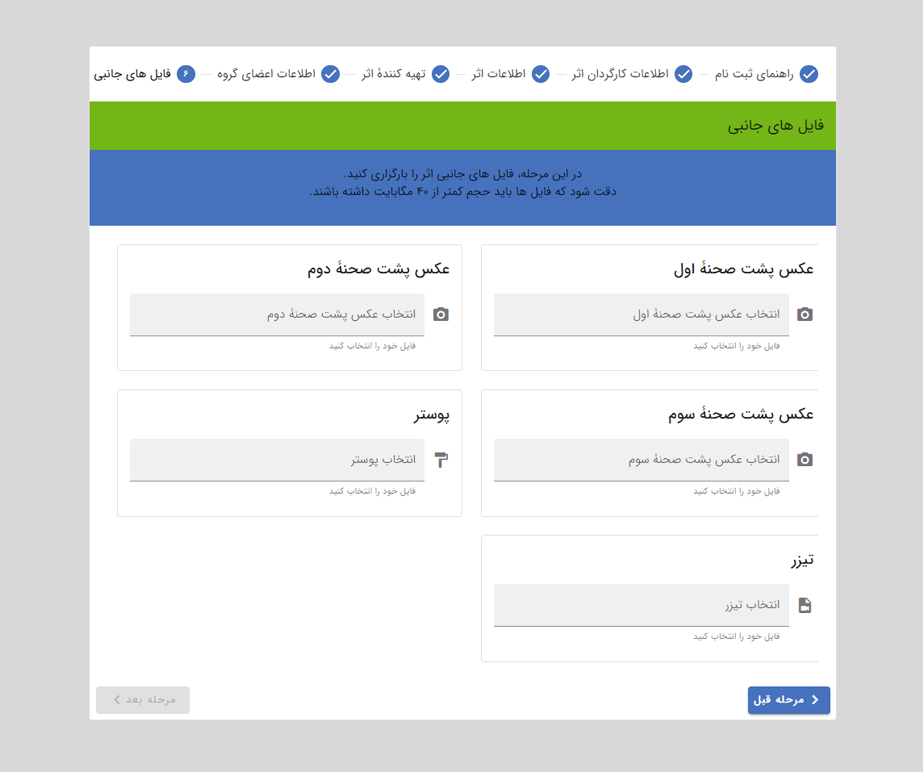 راهنمای ثبت نام
اطلاعات کارگردان اثر
اطلاعات اثر
تهیه کنندهٔ اثر
اطلاعات اعضای گروه
۶ فایل های جانبی
فایل های جانبی
در این مرحله، فایل های جانبی اثر را بارگزاری کنید.
دقت شود که فایل ها باید حجم کمتر از ۴۰ مگابایت داشته باشند.
عکس پشت صحنهٔ اول
انتخاب عکس پشت صحنهٔ اول
فایل خود را انتخاب کنید
عکس پشت صحنهٔ دوم
انتخاب عکس پشت صحنهٔ دوم
فایل خود را انتخاب کنید
عکس پشت صحنهٔ سوم
انتخاب عکس پشت صحنهٔ سوم
فایل خود را انتخاب کنید
پوستر
انتخاب پوستر
فایل خود را انتخاب کنید
تیزر
انتخاب تیزر
فایل خود را انتخاب کنید
مرحله قبل
مرحله بعد